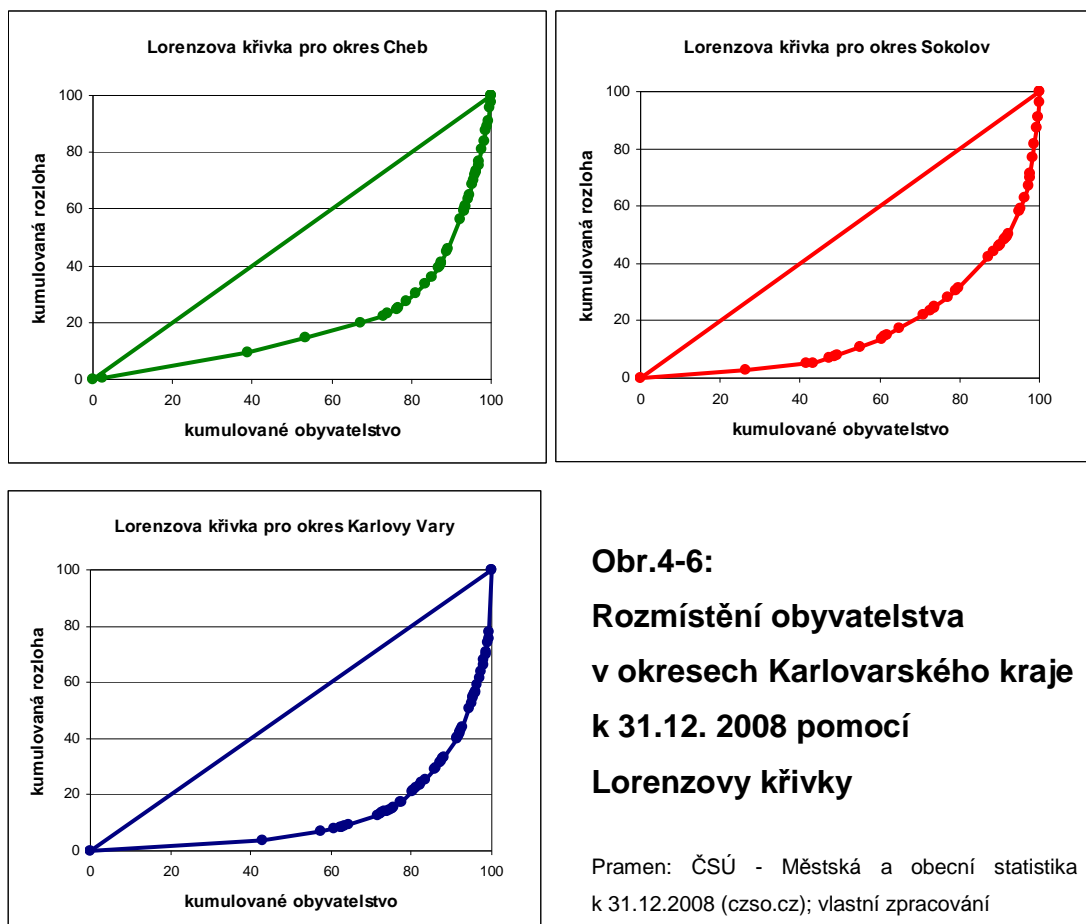 Lorenzova křivka pro okres Cheb
kumulovaná rozloha
100
80
60
40
20
0
0 20 40 60 80 100
kumulované obyvatelstvo
Lorenzova křivka pro okres Sokolov
kumulovaná rozloha
100
80
60
40
20
0
0 20 40 60 80 100
kumulované obyvatelstvo
Lorenzova křivka pro okres Karlovy Vary
kumulovaná rozloha
100
80
60
40
20
0
0 20 40 60 80 100
kumulované obyvatelstvo
Obr.4-6:
Rozmístění obyvatelstva
v okresech Karlovarského kraje
k 31.12. 2008 pomocí
Lorenzovy křivky
Pramen: ČSÚ - Městská a obecní statistika
k 31.12.2008 (czso.cz); vlastní zpracování